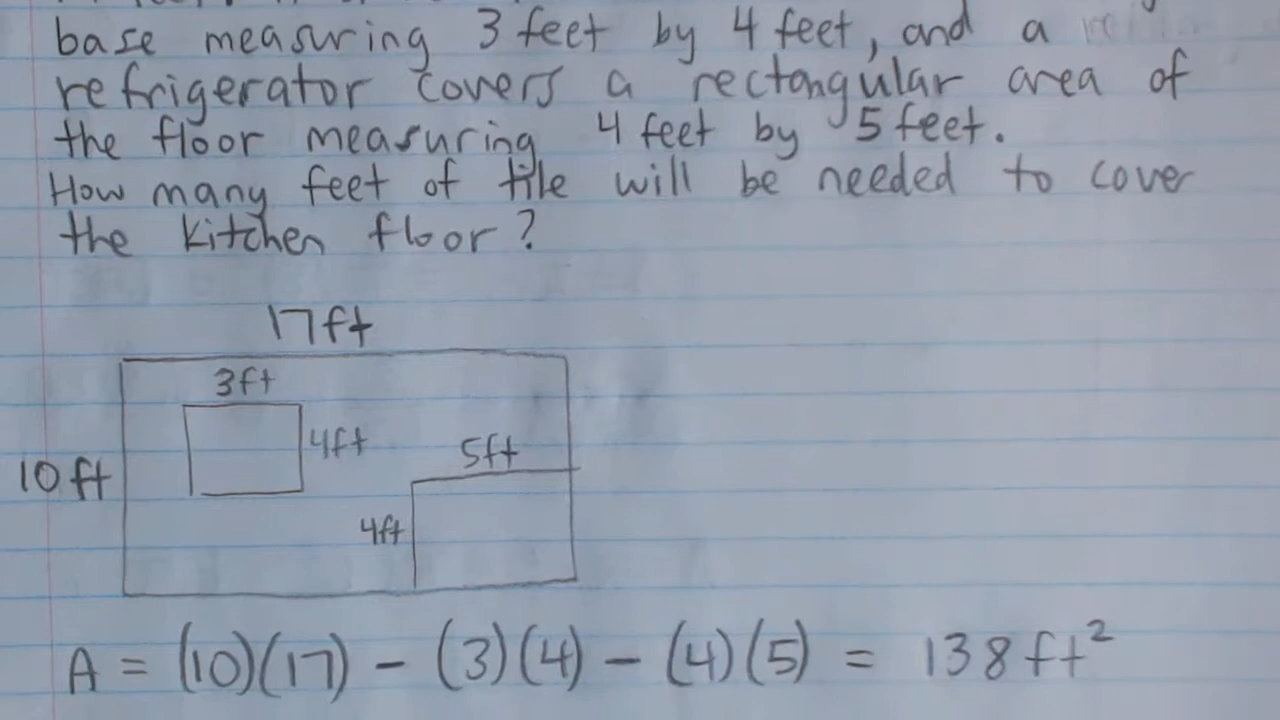 base measuring 3 feet by 4 feet, and a
refrigerator covers a rectangular area of
the floor measuring 4 feet by 5 feet.
How many feet of tile will be needed to cover
the kitchen floor?
17ft
3ft
4ft
5ft
10ft
4ft
A = (10)(17) - (3)(4) - (4)(5) = 138ft²